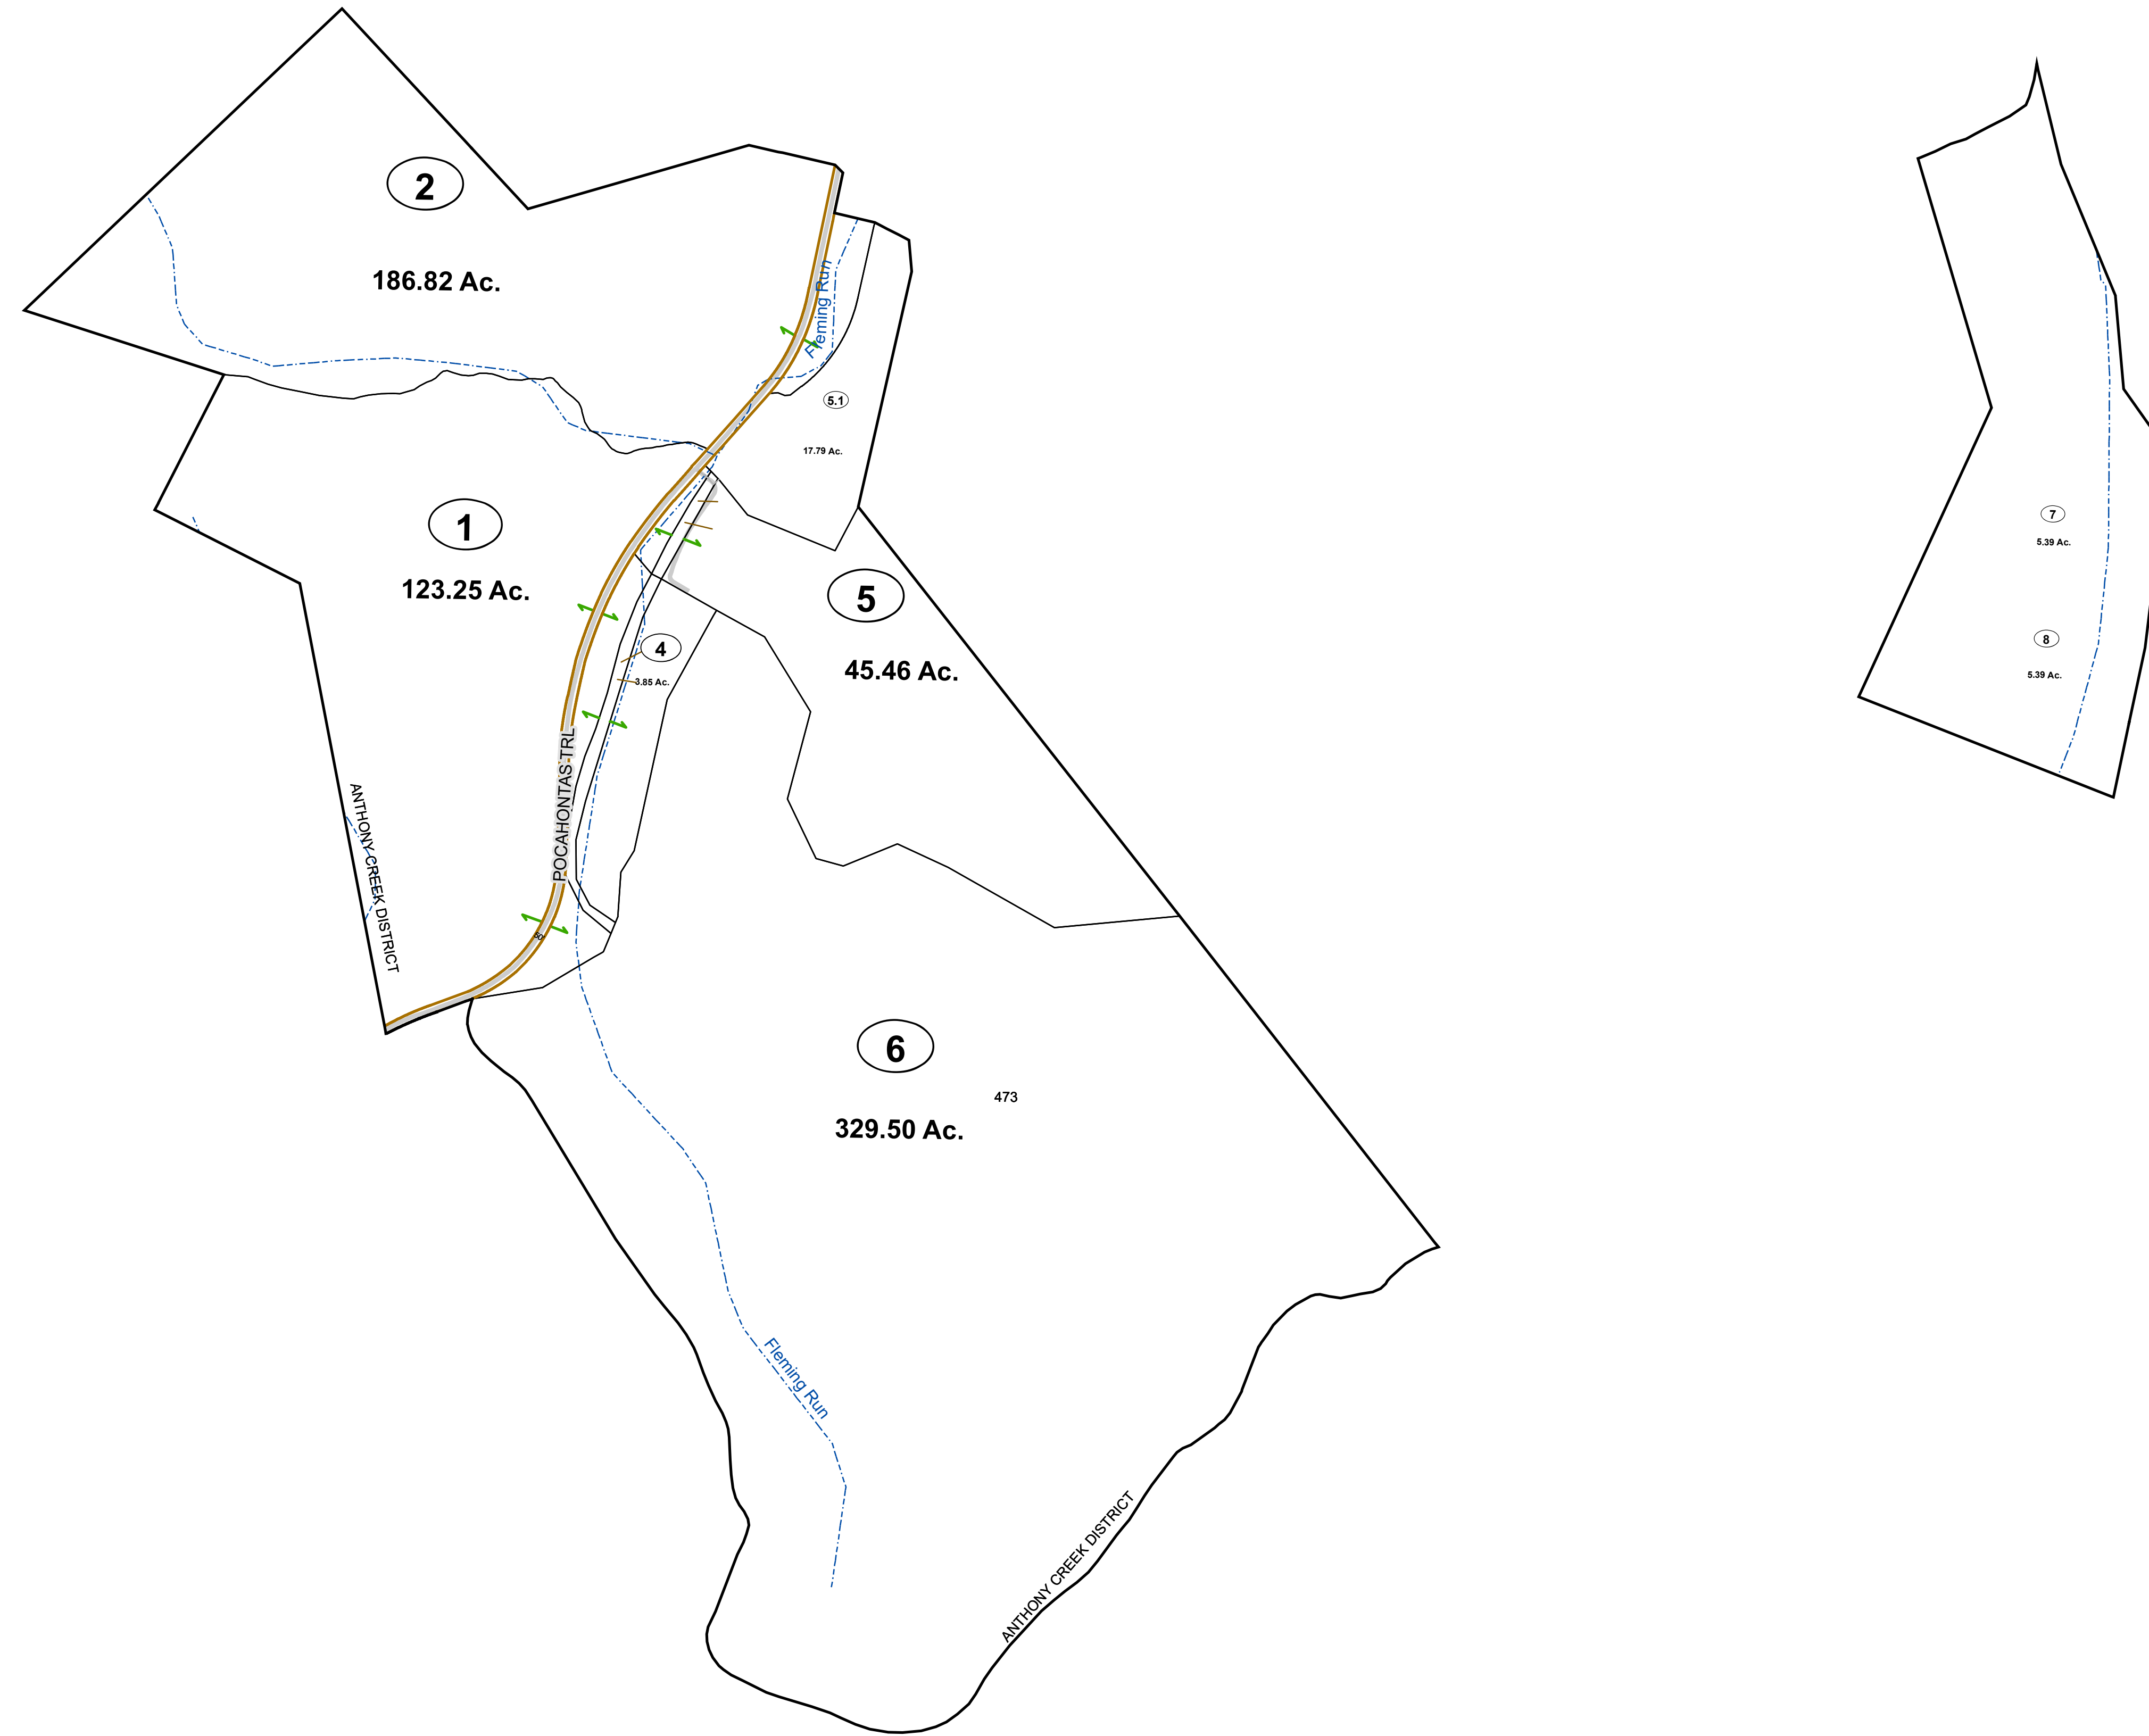 2
186.82 Ac.
Fleming Run
5.1
17.79 Ac.
1
123.25 Ac.
7
5.39 Ac.
5
45.46 Ac.
4
3.85 Ac.
8
5.39 Ac.
POCAHONTAS TRL
ANTHONY CREEK DISTRICT
60
6
473
329.50 Ac.
Fleming Run
ANTHONY CREEK DISTRICT